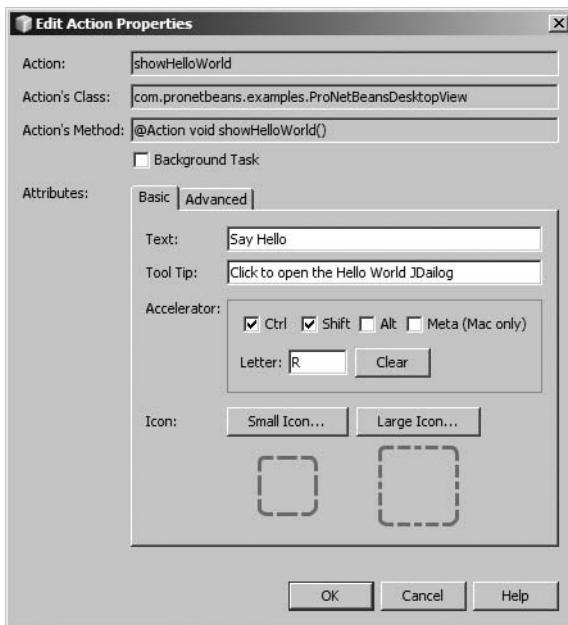 Edit Action Properties
Action: showHelloWorld
Action's Class: com.pronetbeans.examples.ProNetBeansDesktopView
Action's Method: @Action void showHelloWorld()
Background Task
Attributes: Basic Advanced
Text: Say Hello
Tool Tip: Click to open the Hello World JDailog
Accelerator: Ctrl Shift Alt Meta (Mac only)
Letter: R Clear
Icon: Small Icon... Large Icon...
OK Cancel Help